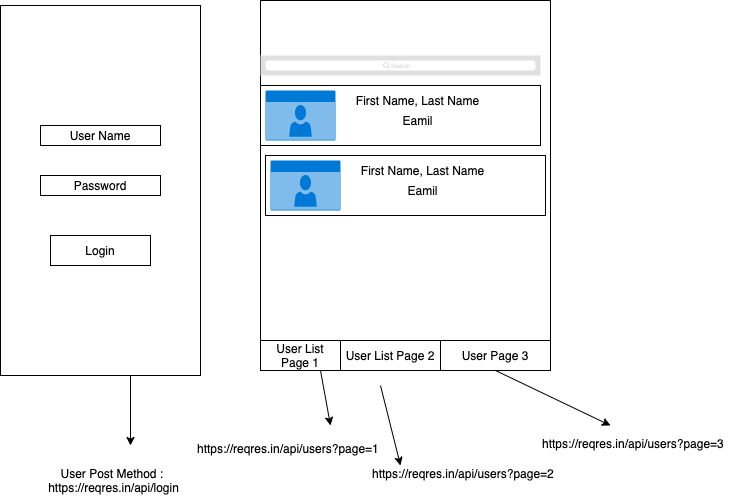 User Name
Password
Login
User Post Method :
https://reqres.in/api/login
Search
First Name, Last Name
Eamil
First Name, Last Name
Eamil
User List
Page 1
User List Page 2
User Page 3
https://reqres.in/api/users?page=1
https://reqres.in/api/users?page=2
https://reqres.in/api/users?page=3